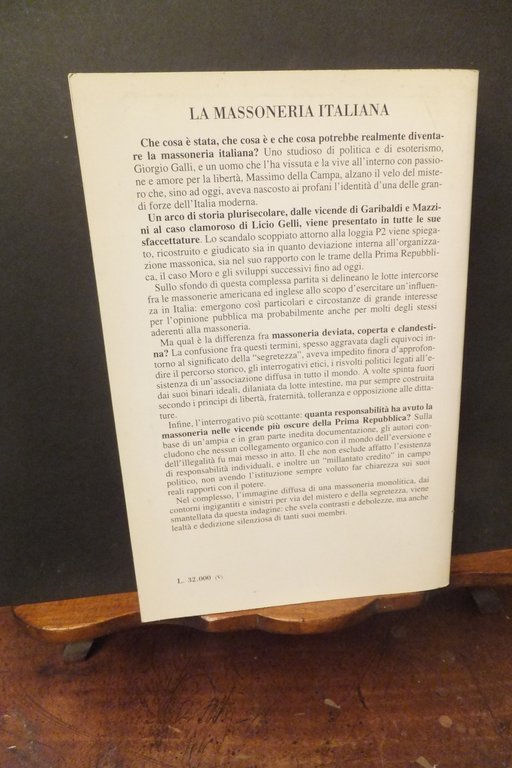 LA MASSONERIA ITALIANA
Che cosa è stata, che cosa è e che cosa potrebbe realmente diventa-
re la massoneria italiana? Uno studioso di politica e di esoterismo,
Giorgio Galli, e un uomo che l'ha vissuta e la vive all'interno con passio-
ne e amore per la libertà, Massimo della Campa, alzano il velo del miste-
ro che, sino ad oggi, aveva nascosto ai profani l'identità d'una delle gran-
di forze dell'Italia moderna.
Un arco di storia plurisecolare, dalle vicende di Garibaldi e Mazzi-
ni al caso clamoroso di Licio Gelli, viene presentato in tutte le sue
sfaccettature. Lo scandalo scoppiato attorno alla loggia P2 viene spiega-
to, ricostruito e giudicato sia in quanto deviazione interna all'organizza-
zione massonica, sia nel suo rapporto con le trame della Prima Repubbli-
ca, il caso Moro e gli sviluppi successivi fino ad oggi.
Sullo sfondo di questa complessa partita si delineano le lotte intercorse
fra le massonerie americana ed inglese allo scopo d'esercitare un'influen-
za in Italia: emergono così particolari e circostanze di grande interesse
per l'opinione pubblica ma probabilmente anche per molti degli stessi
aderenti alla massoneria.
Ma qual è la differenza fra massoneria deviata, coperta e clandesti-
na? La confusione fra questi termini, spesso aggravata dagli equivoci in-
torno al significato della "segretezza", aveva impedito finora d'approfon-
dire il percorso storico, gli interrogativi etici, i risvolti politici legati all'e-
sistenza di un'associazione diffusa in tutto il mondo. A volte spinta fuori
dai suoi binari ideali, dilaniata da lotte intestine, ma pur sempre costruita
secondo i principi di libertà, fraternità, tolleranza e opposizione alle ditta-
ture.
Infine, l'interrogativo più scottante: quanta responsabilità ha avuto la
massoneria nelle vicende più oscure della Prima Repubblica? Sulla
base di un'ampia e in gran parte inedita documentazione, gli autori con-
cludono che nessun collegamento organico con il mondo dell'eversione e
dell'illegalità fu mai messo in atto. Il che non esclude affatto l'esistenza
di responsabilità individuali, e inoltre un "millantato credito" in campo
politico, non avendo l'istituzione sempre voluto far chiarezza sui suoi
reali rapporti con il potere.
Nel complesso, l'immagine diffusa di una massoneria monolitica, dai
contorni ingigantiti e sinistri per via del mistero e della segretezza, viene
smantellata da questa indagine: che svela contrasti e debolezze, ma anche
lealtà e dedizione silenziosa di tanti suoi membri.
L. 32.000 (V)